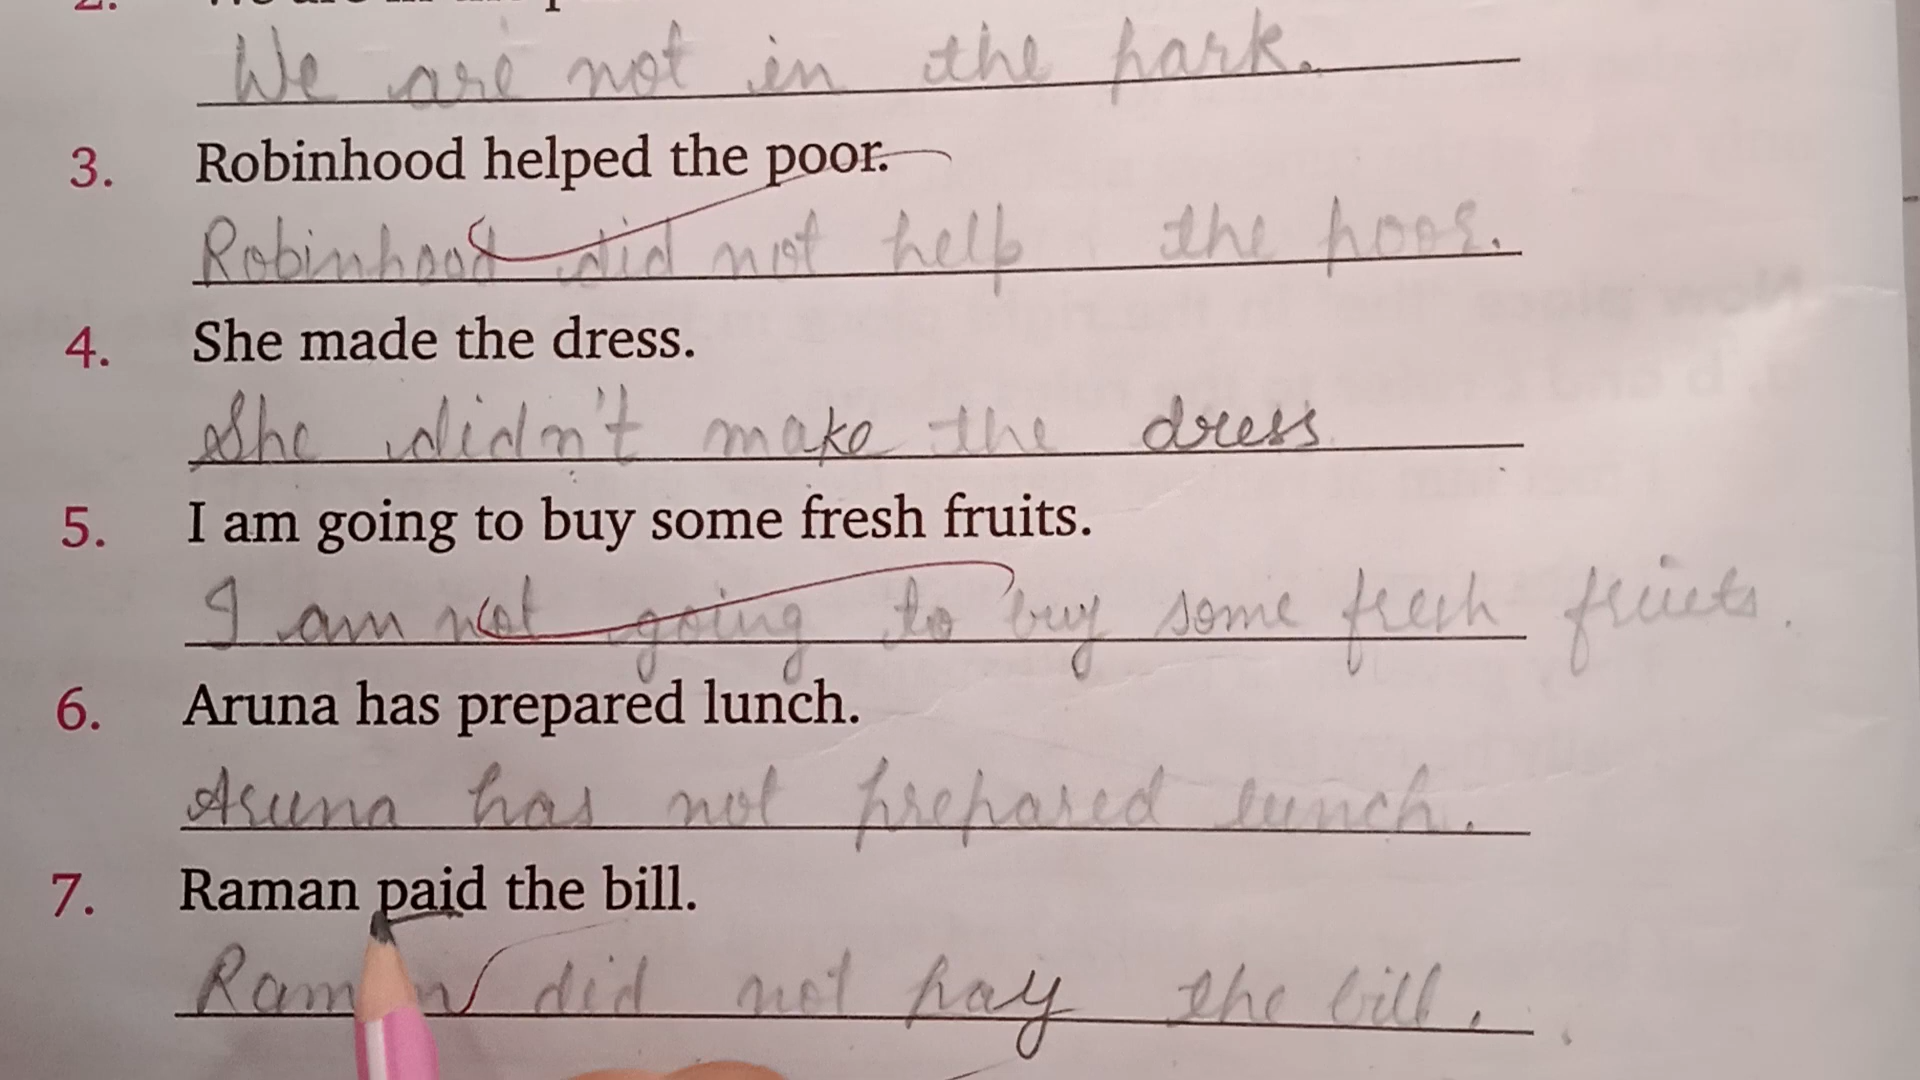 2.
We are not in the park.
3. Robinhood helped the poor.
Robinhood did not help the poor.
4. She made the dress.
She didn't make the dress
5. I am going to buy some fresh fruits.
I am not going to buy some fresh fruits.
6. Aruna has prepared lunch.
Aruna has not prepared lunch.
7. Raman paid the bill.
Raman did not pay the bill.